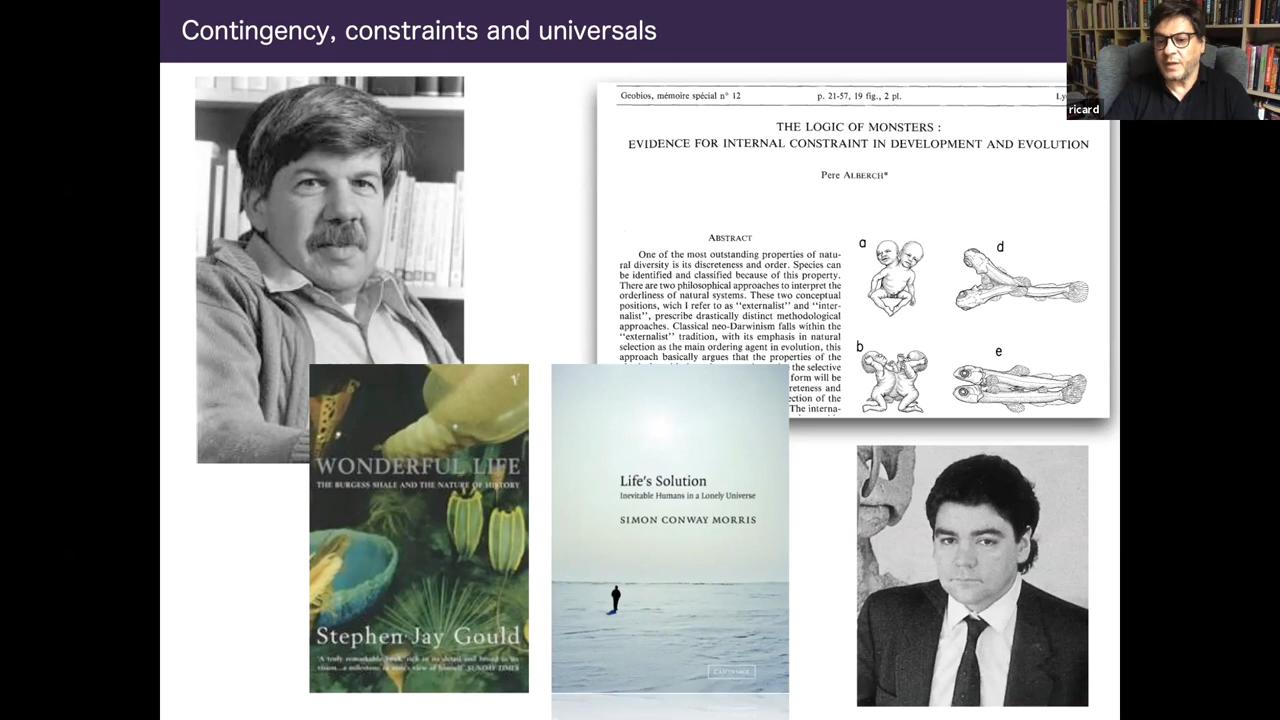 Contingency, constraints and universals
ricard
Geobios, mémoire spécial n° 12 p. 21-57, 19 fig., 2 pl.
THE LOGIC OF MONSTERS :
EVIDENCE FOR INTERNAL CONSTRAINT IN DEVELOPMENT AND EVOLUTION
Pere ALBERCH*
ABSTRACT
One of the most outstanding properties of natu-
ral diversity is its discreteness and order. Species can
be identified and classified because of this property.
There are two philosophical approaches to interpret the
orderliness of natural systems. These two conceptual
positions, wich I refer to as "externalist" and "inter-
nalist", prescribe drastically distinct methodological
approaches. Classical neo-Darwinism falls within the
"externalist" tradition, with its emphasis in natural
selection as the main ordering agent in evolution, this
approach basically argues that the properties of the
the selective
form will be
reteness and
ection of the
The interna-
a
d
b
e
WONDERFUL LIFE
THE BURGESS SHALE AND THE NATURE OF HISTORY
Stephen Jay Gould
SUNDAY TIMES
Life's Solution
Inevitable Humans in a Lonely Universe
SIMON CONWAY MORRIS
CAMBRIDGE